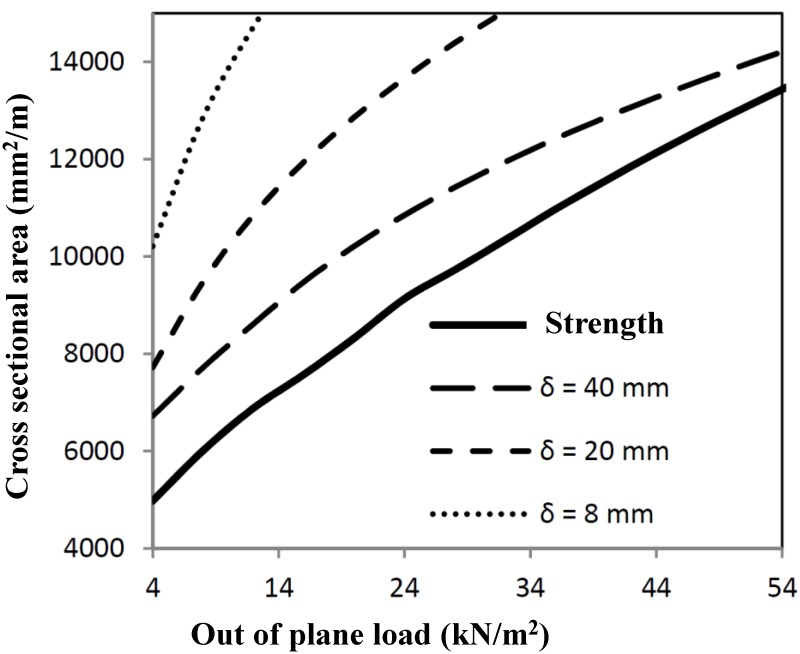 Cross sectional area (mm²/m)
14000
12000
10000
8000
6000
4000
4 14 24 34 44 54
Out of plane load (kN/m²)
Strength
δ = 40 mm
δ = 20 mm
δ = 8 mm